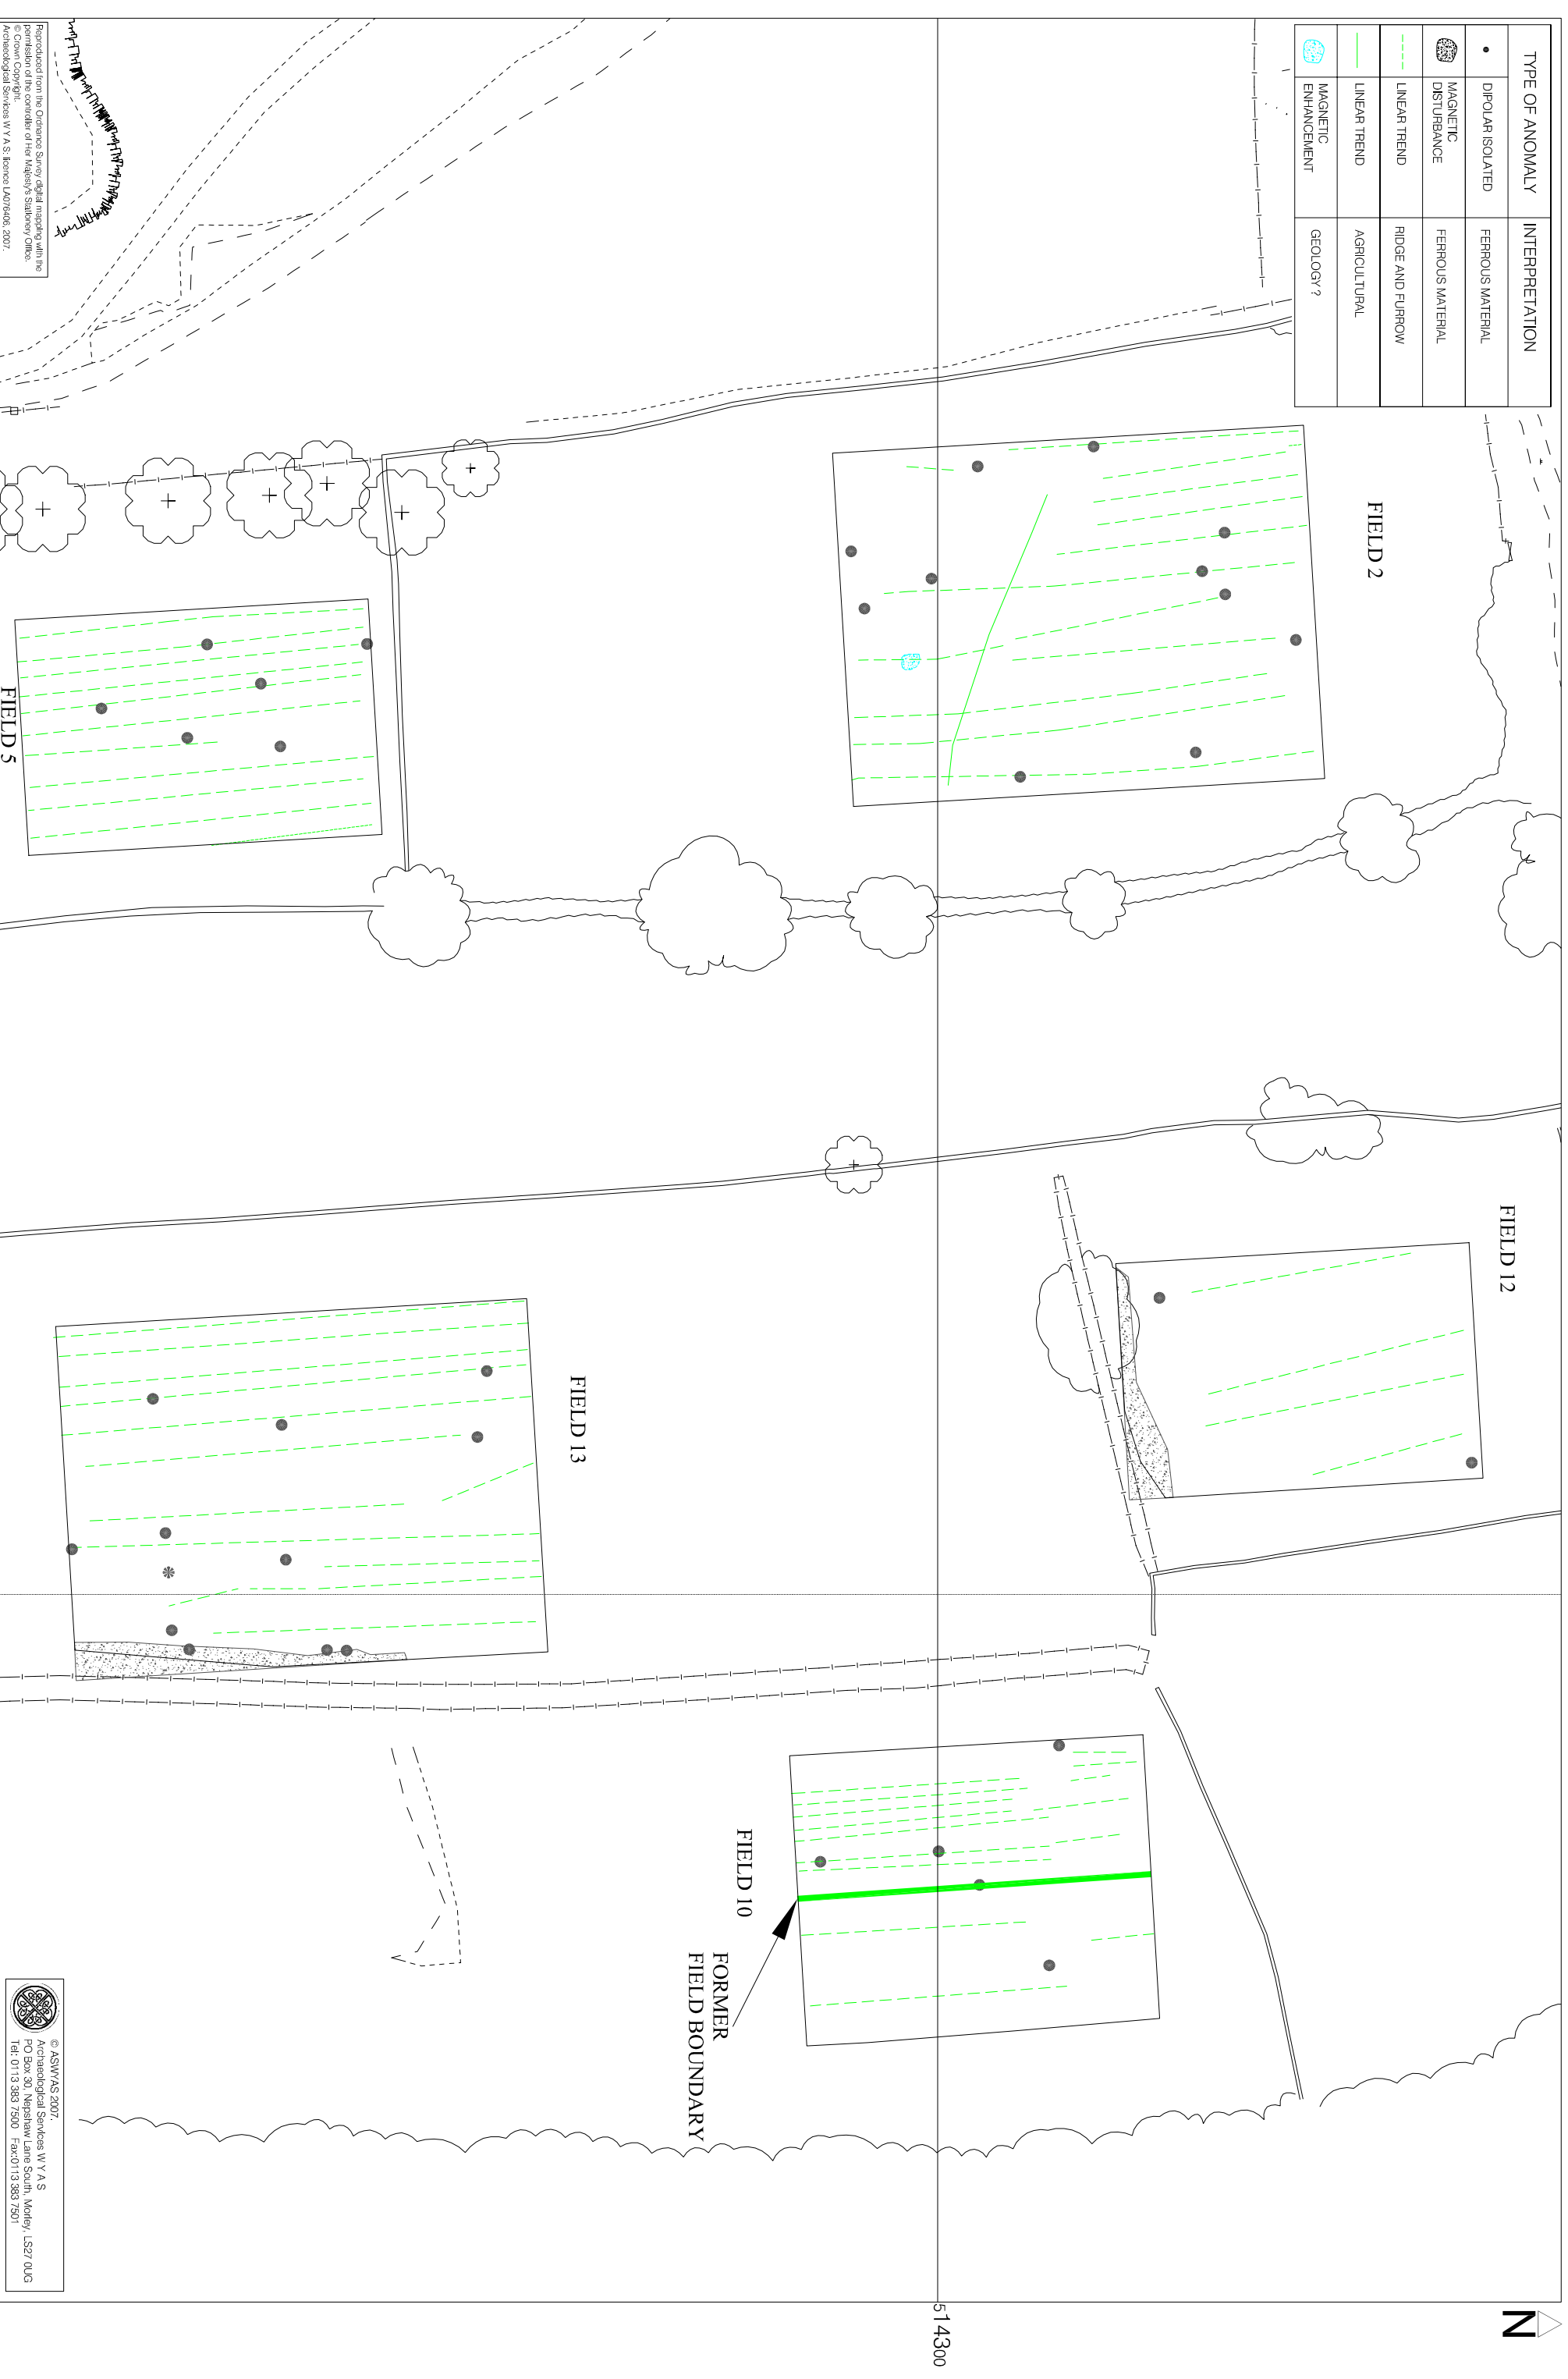 TYPE OF ANOMALY INTERPRETATION
DIPOLAR ISOLATED FERROUS MATERIAL
MAGNETIC
DISTURBANCE FERROUS MATERIAL
LINEAR TREND RIDGE AND FURROW
LINEAR TREND AGRICULTURAL
MAGNETIC
ENHANCEMENT GEOLOGY?
FIELD 2
FIELD 12
FIELD 13
FIELD 5
FIELD 10
FORMER
FIELD BOUNDARY
N
514300
Reproduced from the Ordnance Survey digital mapping with the
permission of the controller of Her Majesty's Stationery Office.
© Crown Copyright.
Archaeological Services W Y A S: licence LA076406, 2007.
© ASWYAS 2007.
Archaeological Services W Y A S
PO Box 30, Nepshaw Lane South, Morley, LS27 0UG
Tel: 0113 383 7500 Fax:0113 383 7501